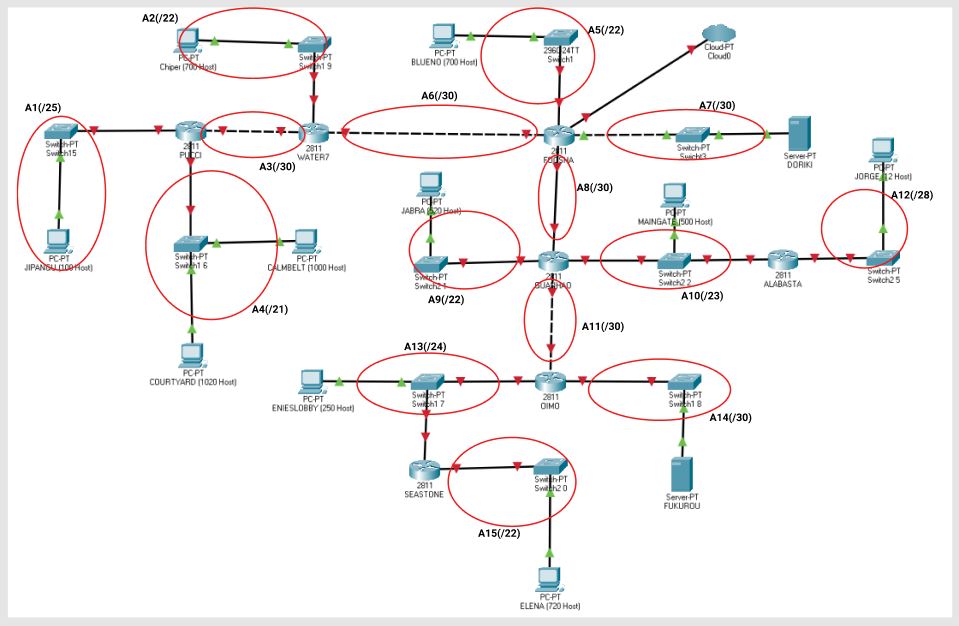 A2(/22)
PC-PT
Chiper (700 Host)
Switch-PT
Switch1 9
PC-PT
BLUENO (700 Host)
A5(/22)
2960-24TT
Switch1
Cloud-PT
Cloud0
A1(/25)
Switch-PT
Switch15
2811
PUCCI
A3(/30)
2811
WATER7
A6(/30)
2811
FOOSHA
A7(/30)
Switch-PT
Switch3
Server-PT
DORIKI
PC-PT
JIPANGU (100 Host)
Switch-PT
Switch1 6
PC-PT
CALMBELT (1000 Host)
A4(/21)
PC-PT
COURTYARD (1020 Host)
A8(/30)
PC-PT
JABRA (520 Host)
PC-PT
MAINGATE (500 Host)
PC-PT
JORGE (12 Host)
A12(/28)
Switch-PT
Switch2 1
A9(/22)
2811
GUANHAO
Switch-PT
Switch2 2
A10(/23)
2811
ALABASTA
Switch-PT
Switch2 5
A11(/30)
A13(/24)
PC-PT
ENIESLOBBY (250 Host)
Switch-PT
Switch1 7
2811
OIMO
Switch-PT
Switch1 8
A14(/30)
2811
SEASTONE
Switch-PT
Switch2 0
Server-PT
FUKUROU
A15(/22)
PC-PT
ELENA (720 Host)